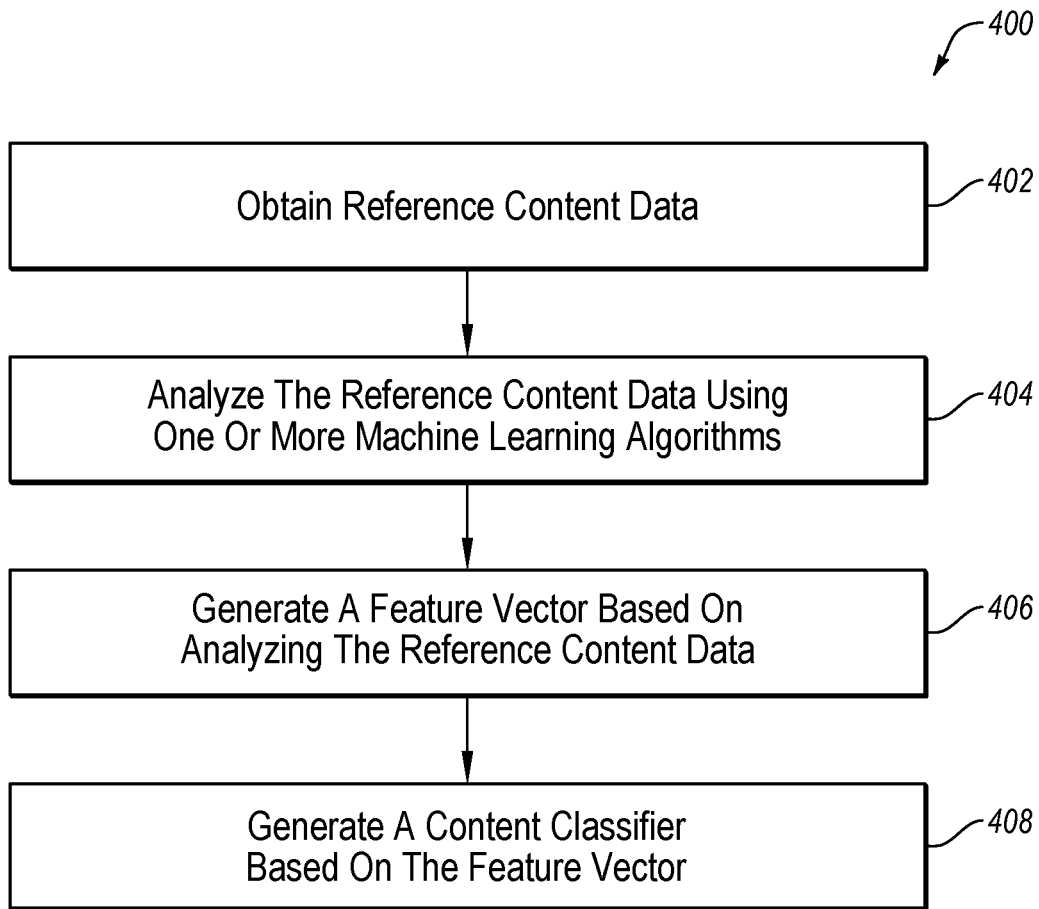 400
Obtain Reference Content Data
402
Analyze The Reference Content Data Using
One Or More Machine Learning Algorithms
404
Generate A Feature Vector Based On
Analyzing The Reference Content Data
406
Generate A Content Classifier
Based On The Feature Vector
408